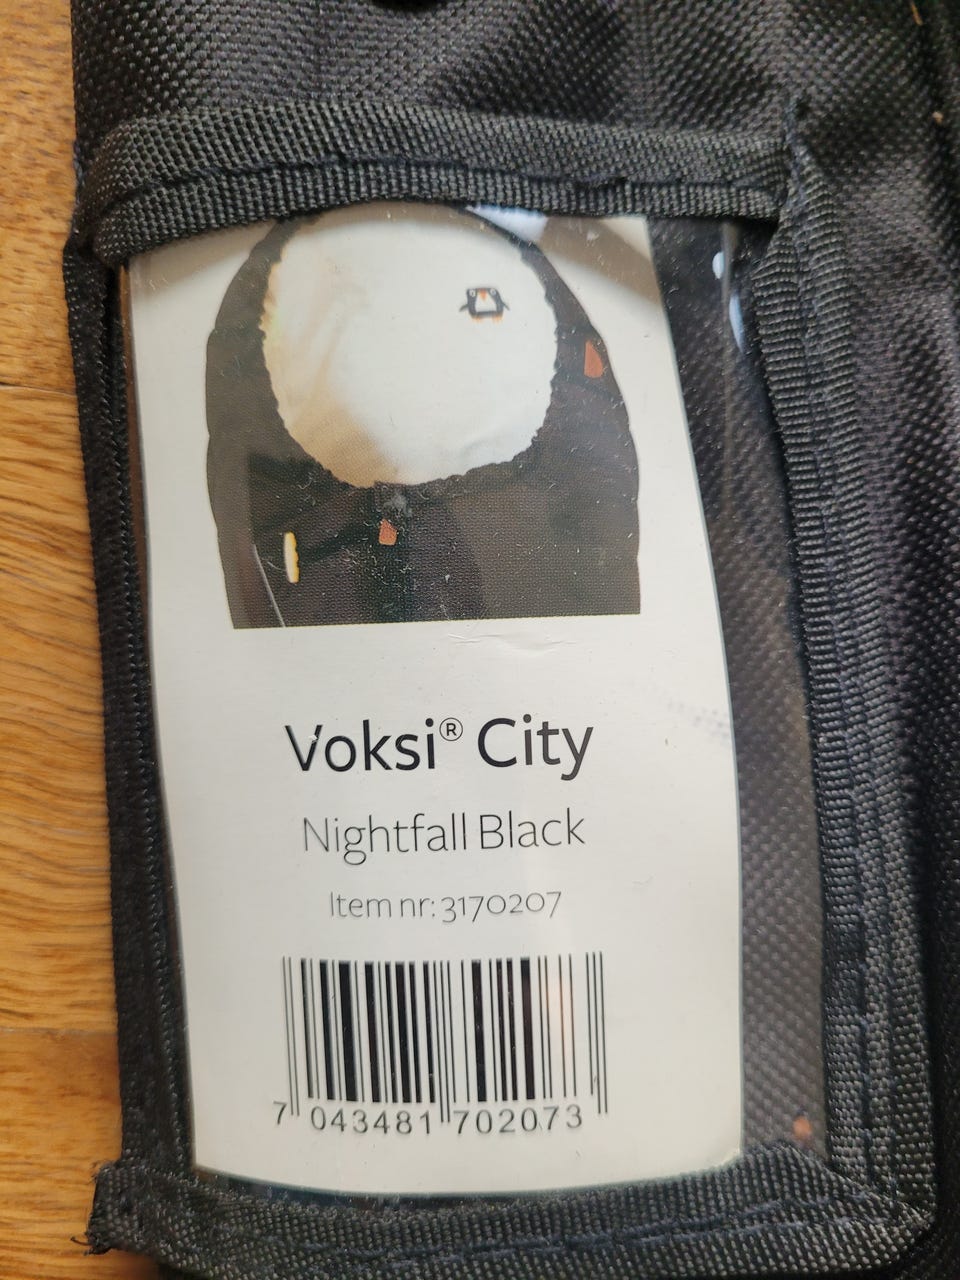 Voksi® City
Nightfall Black
Item nr: 3170207
7 043481 702073